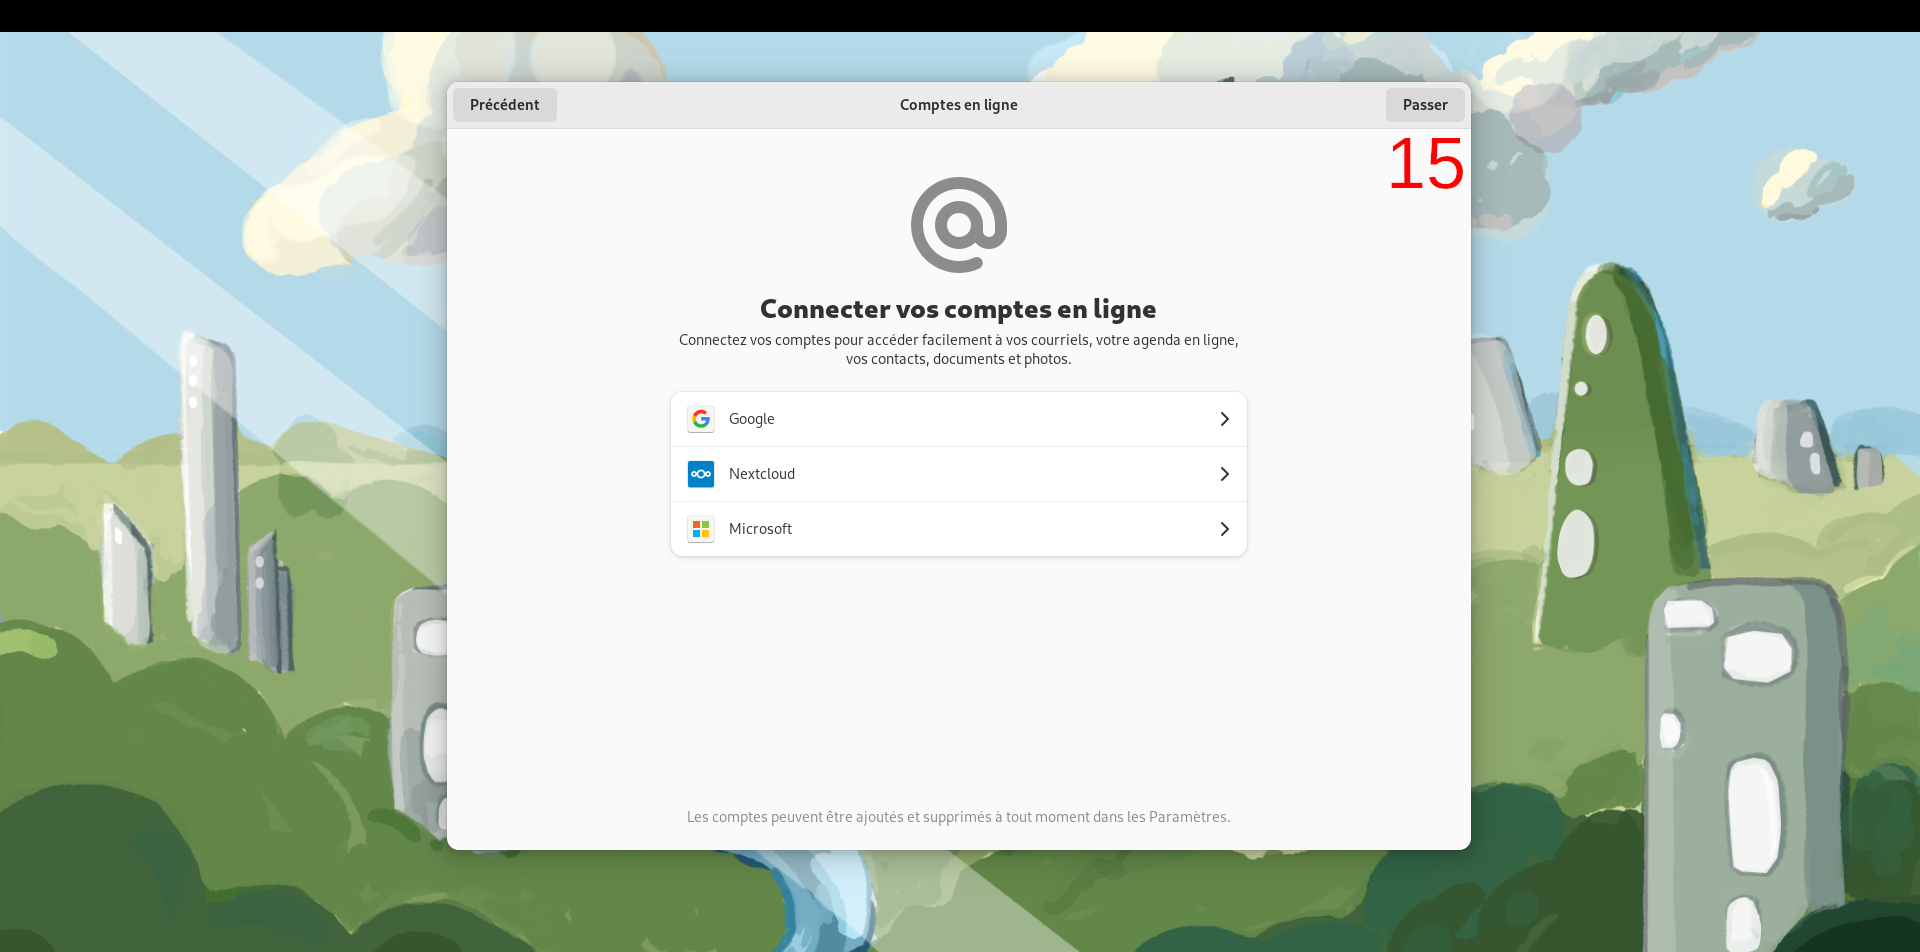 Précédent
Comptes en ligne
Passer
15
Connecter vos comptes en ligne
Connectez vos comptes pour accéder facilement à vos courriels, votre agenda en ligne,
vos contacts, documents et photos.
Google
Nextcloud
Microsoft
Les comptes peuvent être ajoutés et supprimés à tout moment dans les Paramètres.